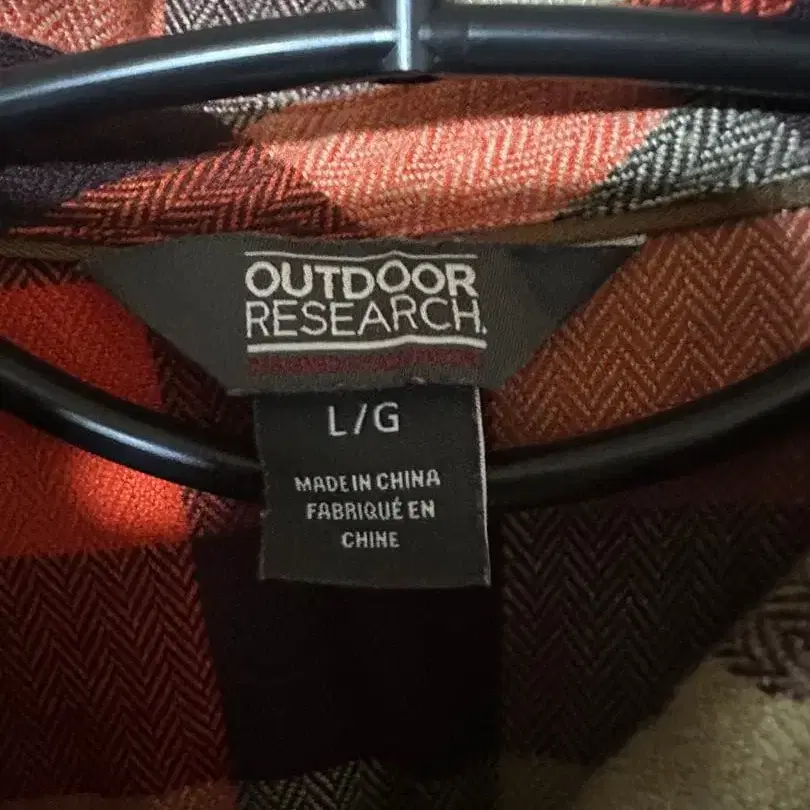 OUTDOOR
RESEARCH.
L/G
MADE IN CHINA
FABRIQUÉ EN
CHINE